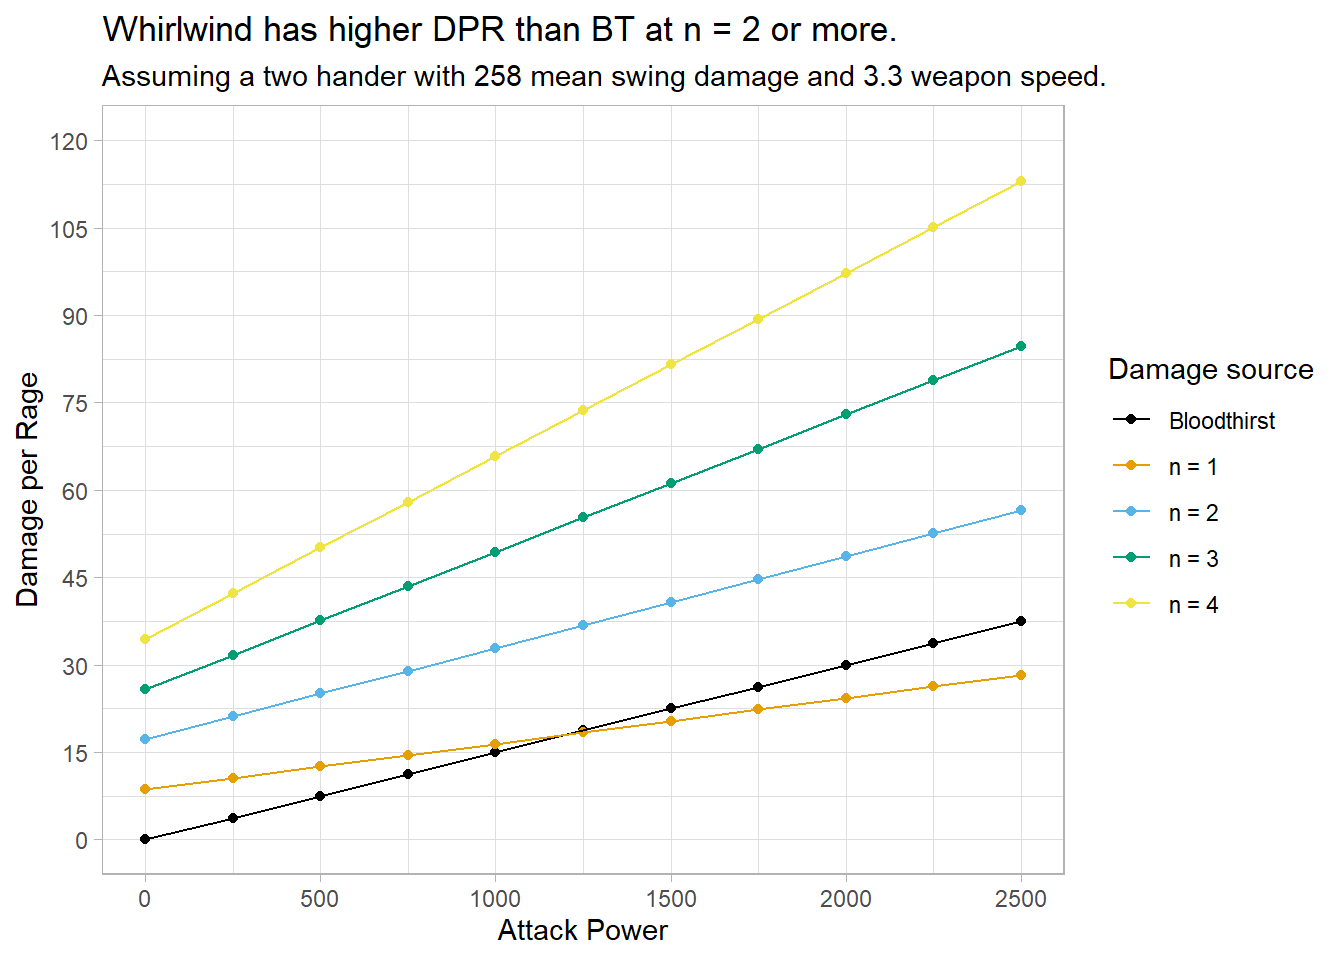 Whirlwind has higher DPR than BT at n = 2 or more.
Assuming a two hander with 258 mean swing damage and 3.3 weapon speed.
120
105
90
75
60
45
30
15
0
Damage per Rage
0 500 1000 1500 2000 2500
Attack Power
Damage source
Bloodthirst
n = 1
n = 2
n = 3
n = 4